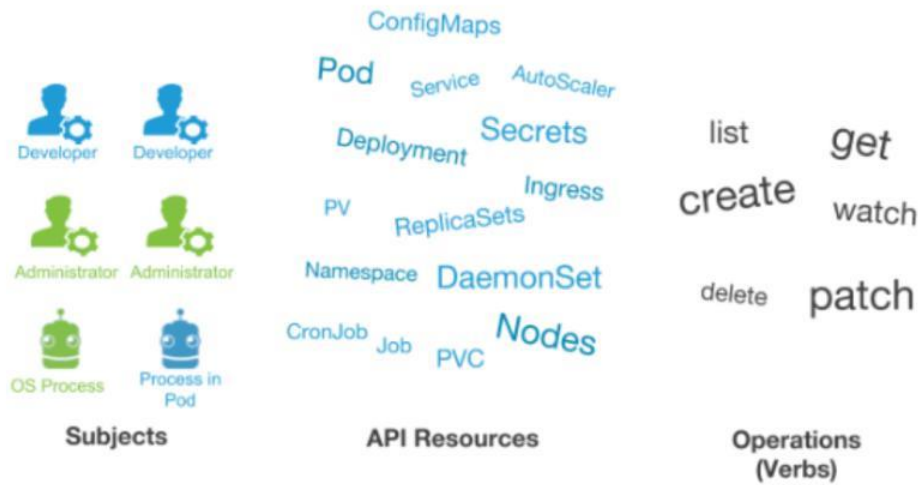 ConfigMaps
Pod
Service
AutoScaler
Developer
Developer
Deployment
Secrets
list
get
Ingress
create
PV
ReplicaSets
watch
Administrator
Administrator
Namespace
DaemonSet
delete
patch
CronJob
Job
PVC
Nodes
OS Process
Process in
Pod
Subjects
API Resources
Operations
(Verbs)